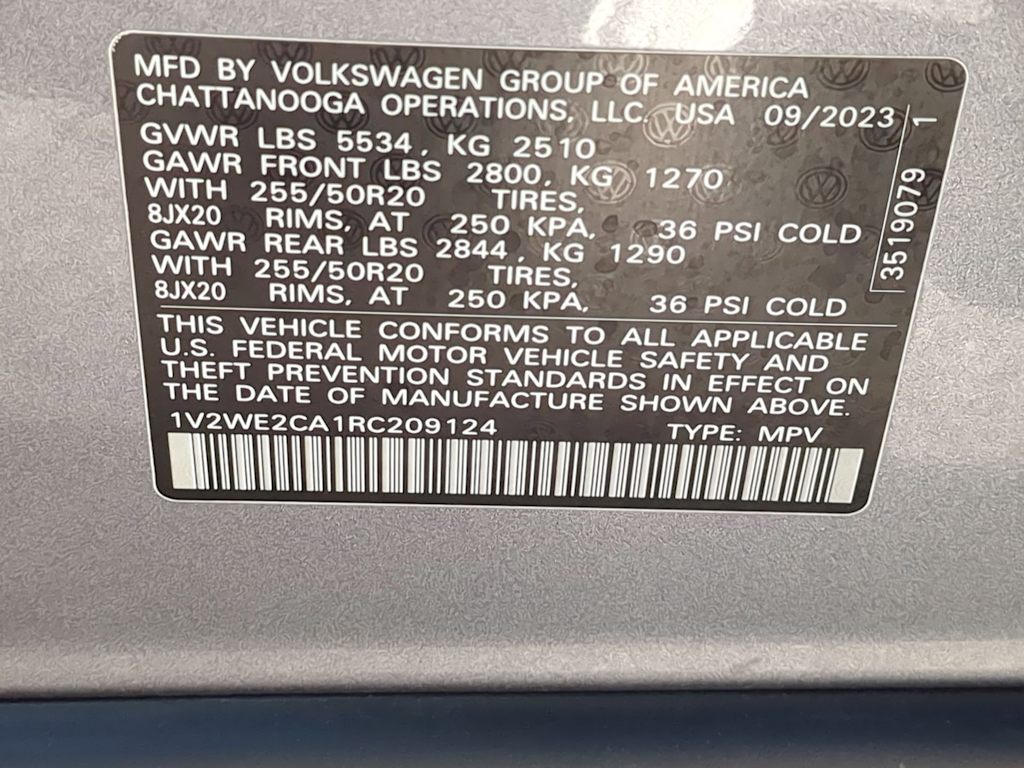 MFD BY VOLKSWAGEN GROUP OF AMERICA
CHATTANOOGA OPERATIONS, LLC. USA 09/2023
GVWR LBS 5534, KG 2510
GAWR FRONT LBS 2800, KG 1270
WITH 255/50R20 TIRES,
8JX20 RIMS, AT 250 KPA, 36 PSI COLD
GAWR REAR LBS 2844, KG 1290
WITH 255/50R20 TIRES,
8JX20 RIMS, AT 250 KPA, 36 PSI COLD
3519079 1
THIS VEHICLE CONFORMS TO ALL APPLICABLE
U.S. FEDERAL MOTOR VEHICLE SAFETY AND
THEFT PREVENTION STANDARDS IN EFFECT ON
THE DATE OF MANUFACTURE SHOWN ABOVE.
1V2WE2CA1RC209124 TYPE: MPV